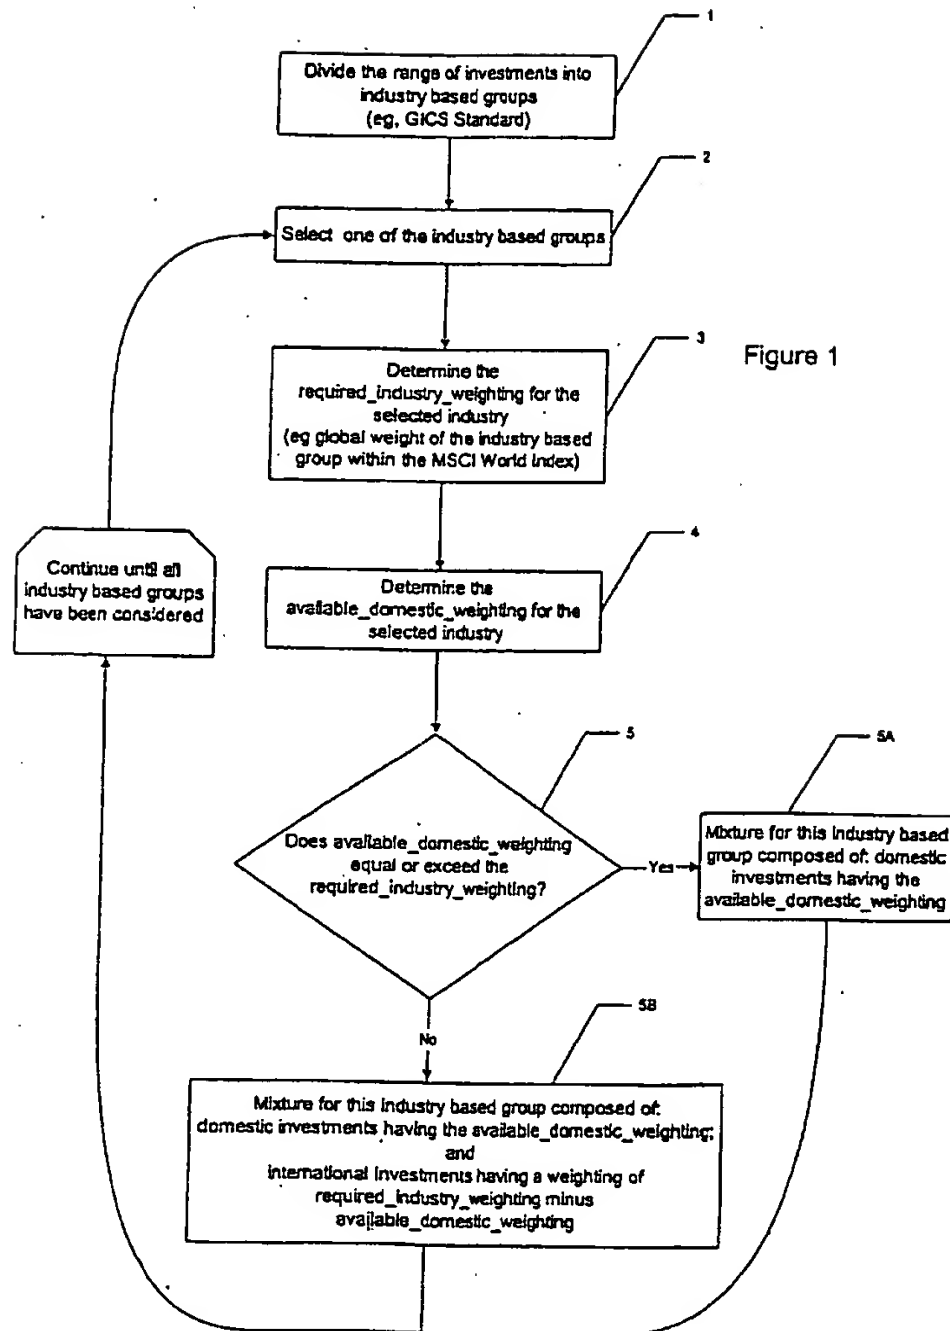 1
Divide the range of investments into
industry based groups
(eg, GICS Standard)
2
Select one of the industry based groups
3
Figure 1
Determine the
required_industry_weighting for the
selected industry
(eg global weight of the industry based
group within the MSCI World Index)
4
Continue until all
industry based groups
have been considered
Determine the
available_domestic_weighting for the
selected industry
5
5A
Does available_domestic_weighting
equal or exceed the
required_industry_weighting?
Yes
Mixture for this industry based
group composed of: domestic
investments having the
available_domestic_weighting
5B
No
Mixture for this industry based group composed of:
domestic investments having the available_domestic_weighting;
and
international investments having a weighting of
required_industry_weighting minus
available_domestic_weighting